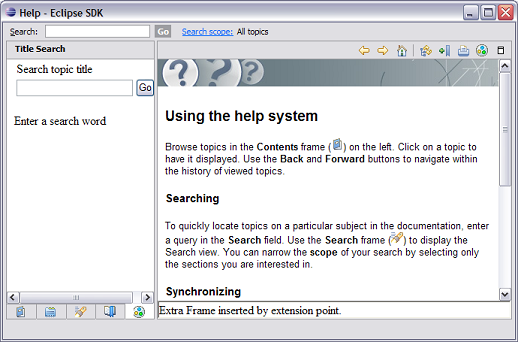 Help - Eclipse SDK
Search: Go Search scope: All topics
Title Search
Search topic title
Go
Enter a search word
Using the help system
Browse topics in the Contents frame ( ) on the left. Click on a topic to
have it displayed. Use the Back and Forward buttons to navigate within
the history of viewed topics.
Searching
To quickly locate topics on a particular subject in the documentation, enter
a query in the Search field. Use the Search frame ( ) to display the
Search view. You can narrow the scope of your search by selecting only
the sections you are interested in.
Synchronizing
Extra Frame inserted by extension point.